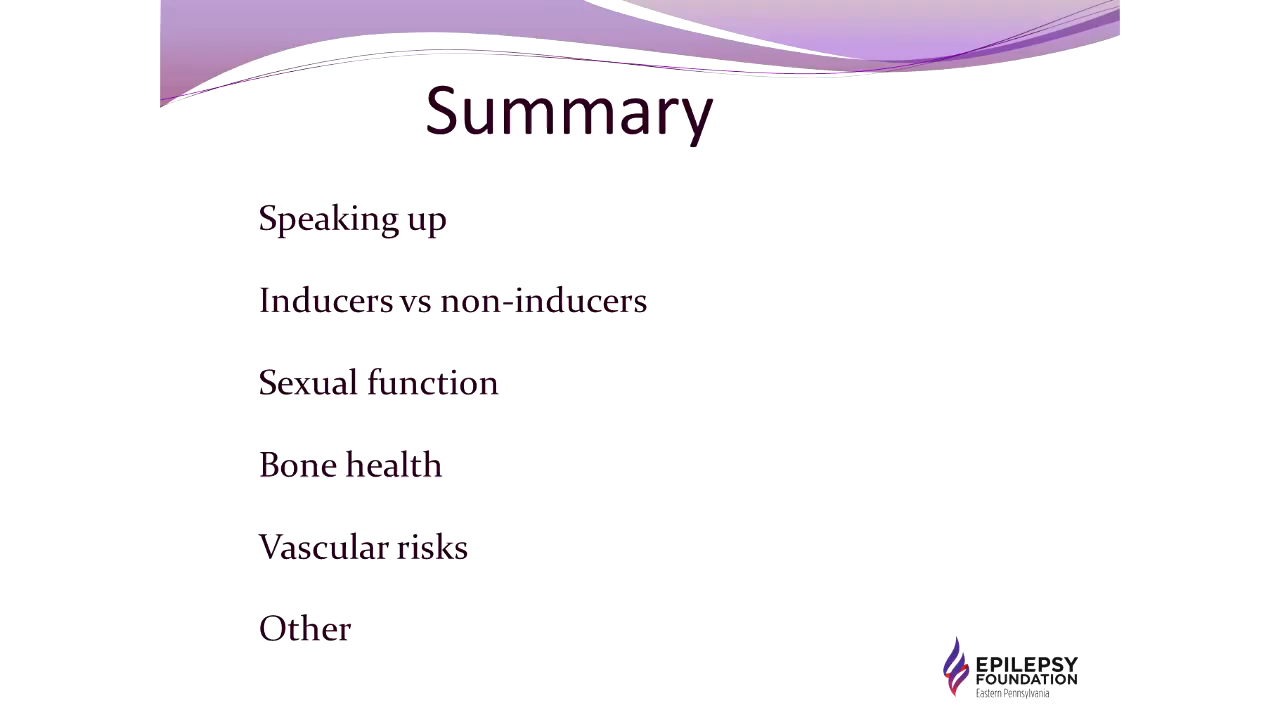 Summary
Speaking up
Inducers vs non-inducers
Sexual function
Bone health
Vascular risks
Other
EPILEPSY
FOUNDATION
Eastern Pennsylvania